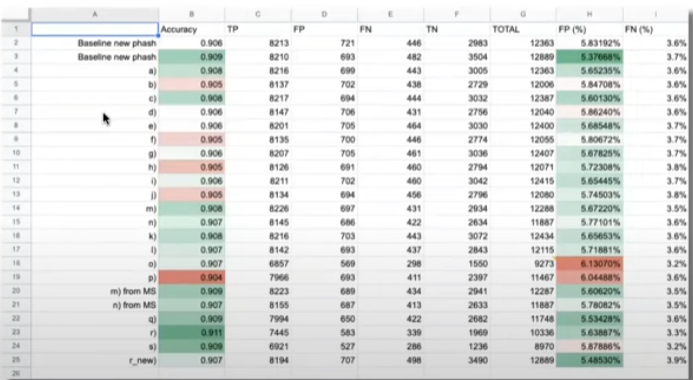 A B C D E F G H I
1 Accuracy TP FP FN TN TOTAL FP (%) FN (%)
2 Baseline new phash 0.906 8213 721 446 2983 12363 5.83192% 3.6%
3 Baseline new phash 0.909 8210 693 482 3504 12889 5.37668% 3.7%
4 a) 0.908 8216 699 443 3005 12363 5.65235% 3.6%
5 b) 0.905 8137 702 438 2729 12006 5.84708% 3.6%
6 c) 0.908 8217 694 444 3032 12387 5.60130% 3.6%
7 d) 0.906 8147 706 431 2756 12040 5.86240% 3.6%
8 e) 0.906 8201 705 464 3030 12400 5.68548% 3.7%
9 f) 0.905 8135 700 446 2774 12055 5.80672% 3.7%
10 g) 0.906 8207 705 461 3036 12407 5.67825% 3.7%
11 h) 0.905 8126 691 460 2794 12071 5.72308% 3.8%
12 i) 0.906 8211 702 460 3042 12415 5.65445% 3.7%
13 j) 0.905 8134 694 456 2796 12080 5.74503% 3.8%
14 m) 0.908 8226 697 431 2934 12288 5.67220% 3.5%
15 n) 0.907 8145 686 422 2634 11887 5.77101% 3.6%
16 k) 0.908 8216 703 443 3072 12434 5.65653% 3.6%
17 l) 0.907 8142 693 437 2843 12115 5.71881% 3.6%
18 o) 0.907 6857 569 298 1550 9273 6.13070% 3.2%
19 p) 0.904 7966 693 411 2397 11467 6.04488% 3.6%
20 m) from MS 0.909 8223 689 434 2941 12287 5.60620% 3.5%
21 n) from MS 0.907 8155 687 413 2633 11887 5.78082% 3.5%
22 q) 0.909 7994 650 422 2682 11748 5.53428% 3.6%
23 r) 0.911 7445 583 339 1969 10336 5.63887% 3.3%
24 s) 0.909 6921 527 286 1236 8970 5.87886% 3.2%
25 r_new) 0.907 8194 707 498 3490 12889 5.48530% 3.9%
26